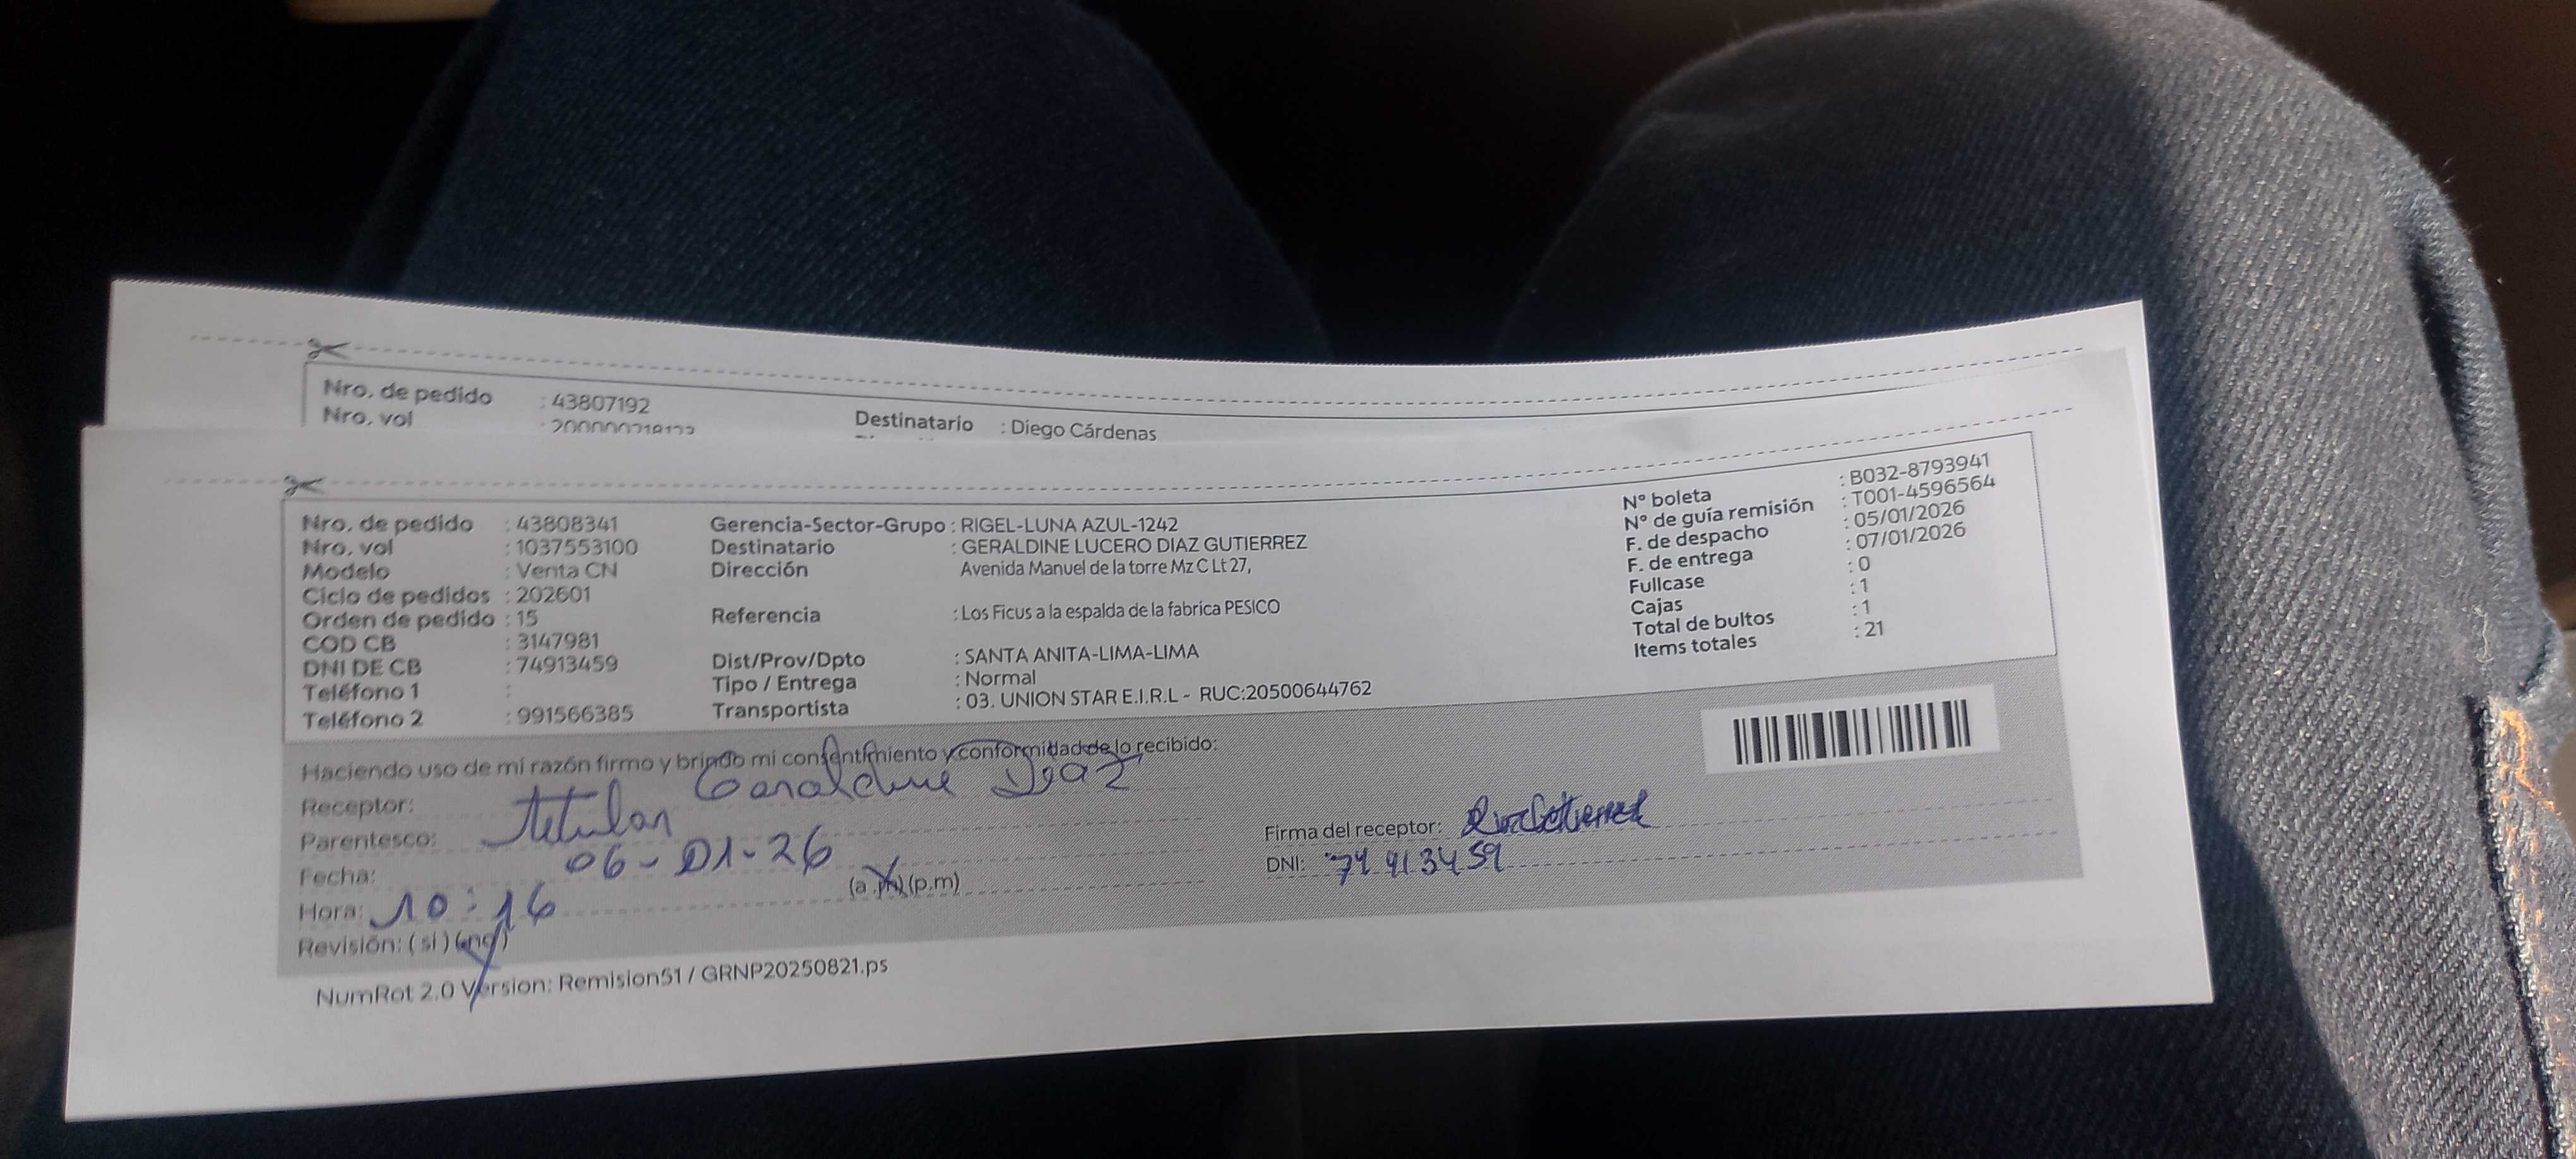 Nro. de pedido : 43807192
Nro. vol
Destinatario : Diego Cárdenas
Nro. de pedido : 43808341
Nro. vol : 1037553100
Modelo : Venta CN
Ciclo de pedidos : 202601
Orden de pedido : 15
COD CB : 3147981
DNI DE CB : 74913459
Teléfono 1 :
Teléfono 2 : 991566385
Gerencia-Sector-Grupo : RIGEL-LUNA AZUL-1242
Destinatario : GERALDINE LUCERO DIAZ GUTIERREZ
Dirección Avenida Manuel de la torre Mz C Lt 27,
Referencia : Los Ficus a la espalda de la fabrica PESICO
Dist/Prov/Dpto : SANTA ANITA-LIMA-LIMA
Tipo / Entrega : Normal
Transportista : 03. UNION STAR E.I.R.L - RUC:20500644762
N° boleta : B032-8793941
N° de guía remisión : T001-4596564
F. de despacho : 05/01/2026
F. de entrega : 07/01/2026
Fullcase : 0
Cajas : 1
Total de bultos : 1
Items totales : 21
Haciendo uso de mi razón firmo y brindo mi consentimiento y conformidad de lo recibido:
Receptor: Geraldine Diaz
Parentesco: titular
Fecha: 06-01-26
Hora: 10:16 (a.m) (p.m)
Revisión: (si) (no)
Firma del receptor:
DNI: 74913459
NumRot 2.0 Version: Remision51 / GRNP20250821.ps